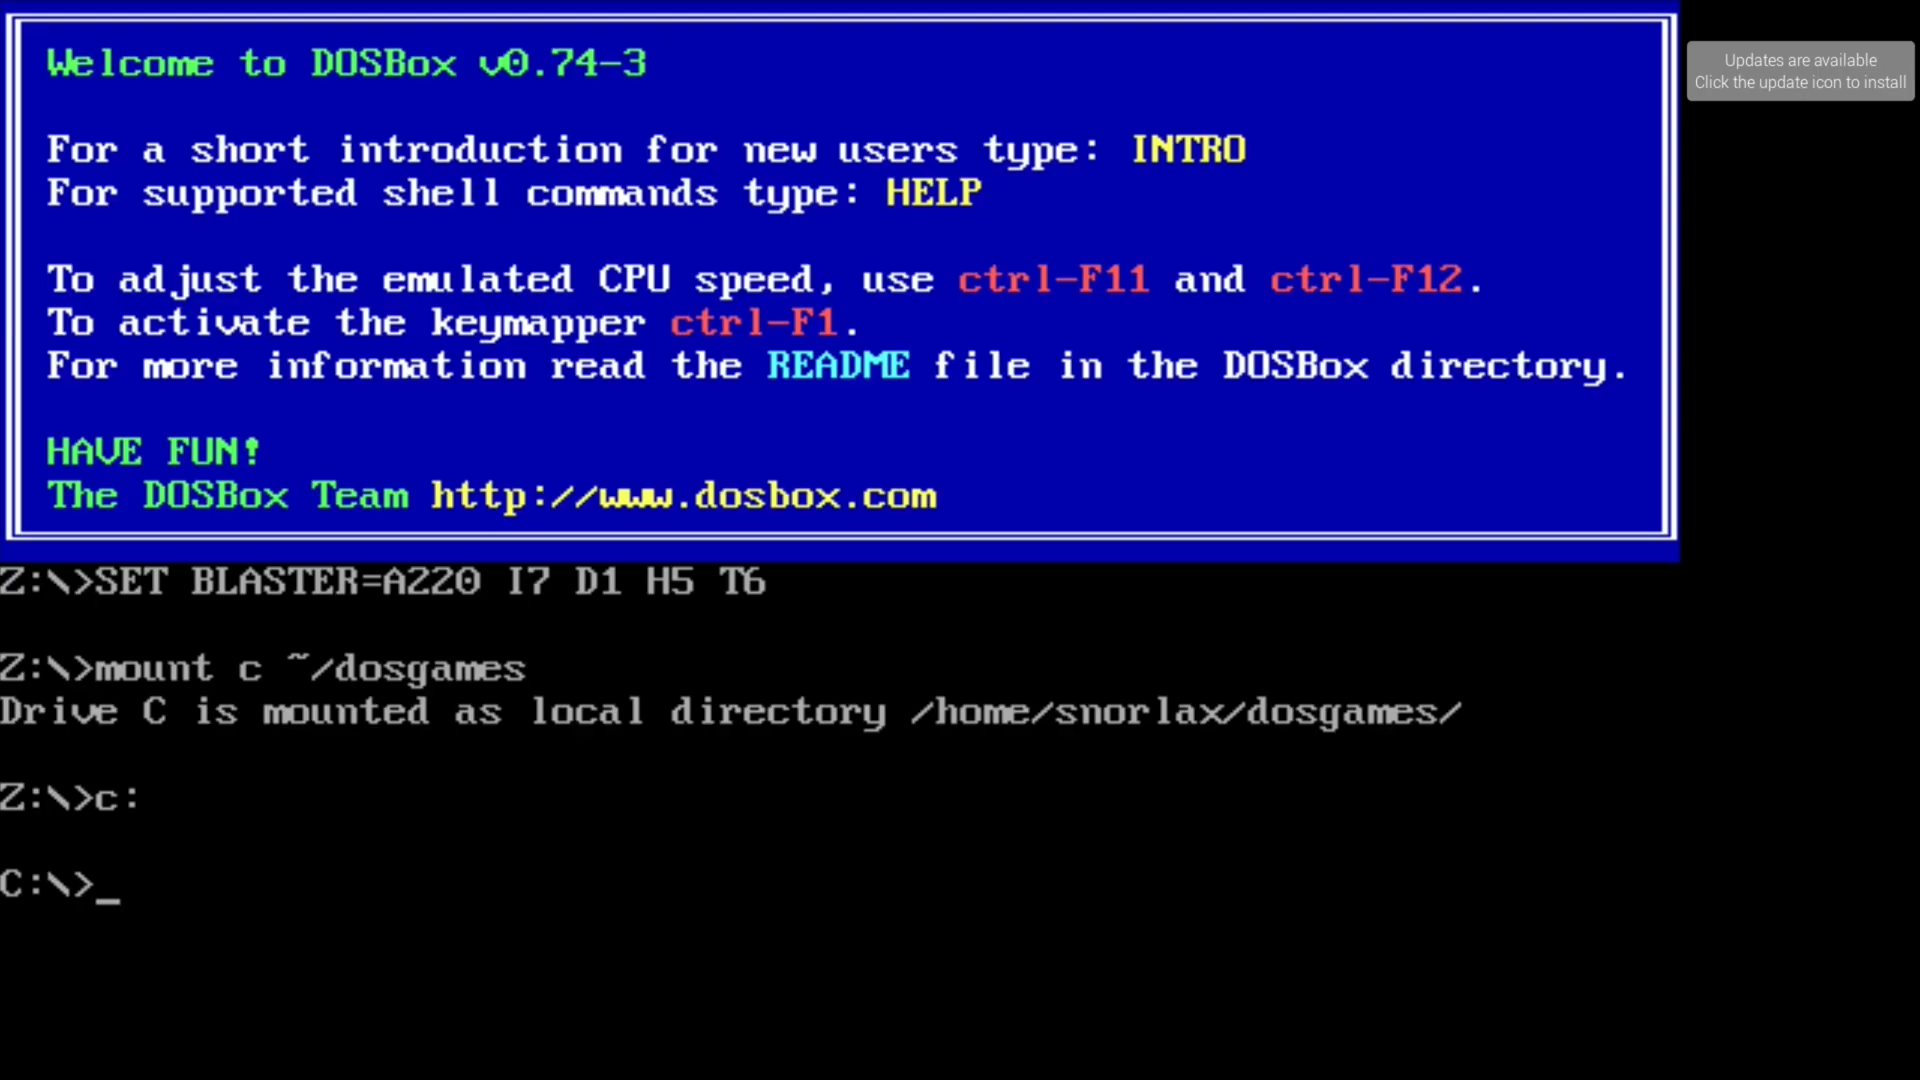 Welcome to DOSBox v0.74-3
For a short introduction for new users type: INTRO
For supported shell commands type: HELP
To adjust the emulated CPU speed, use ctrl-F11 and ctrl-F12.
To activate the keymapper ctrl-F1.
For more information read the README file in the DOSBox directory.
HAVE FUN!
The DOSBox Team http://www.dosbox.com
Z:\>SET BLASTER=A220 I7 D1 H5 T6
Z:\>mount c ~/dosgames
Drive C is mounted as local directory /home/snorlax/dosgames/
Z:\>c:
C:\>_
Updates are available
Click the update icon to install